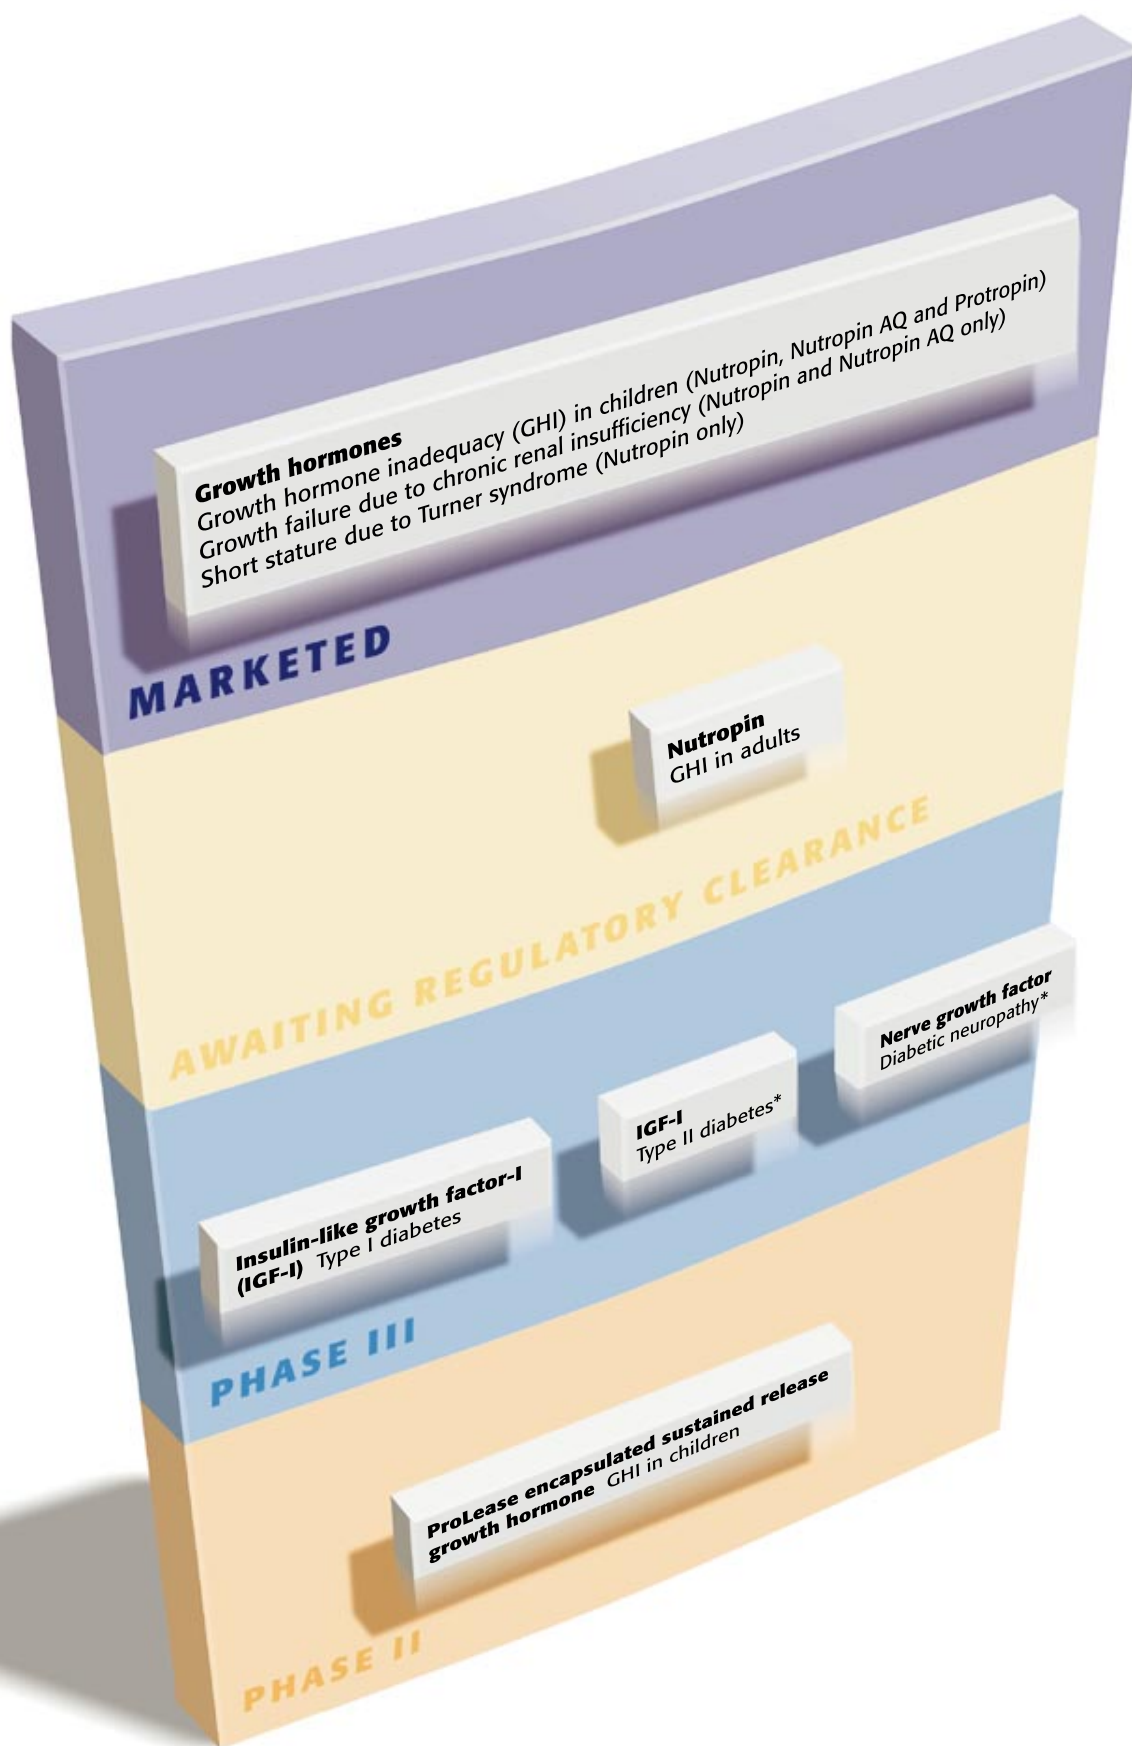 Growth hormones
Growth hormone inadequacy (GHI) in children (Nutropin, Nutropin AQ and Protropin)
Growth failure due to chronic renal insufficiency (Nutropin and Nutropin AQ only)
Short stature due to Turner syndrome (Nutropin only)
MARKETED
Nutropin
GHI in adults
AWAITING REGULATORY CLEARANCE
Nerve growth factor
Diabetic neuropathy*
IGF-I
Type II diabetes*
Insulin-like growth factor-I
(IGF-I) Type I diabetes
PHASE III
ProLease encapsulated sustained release
growth hormone GHI in children
PHASE II